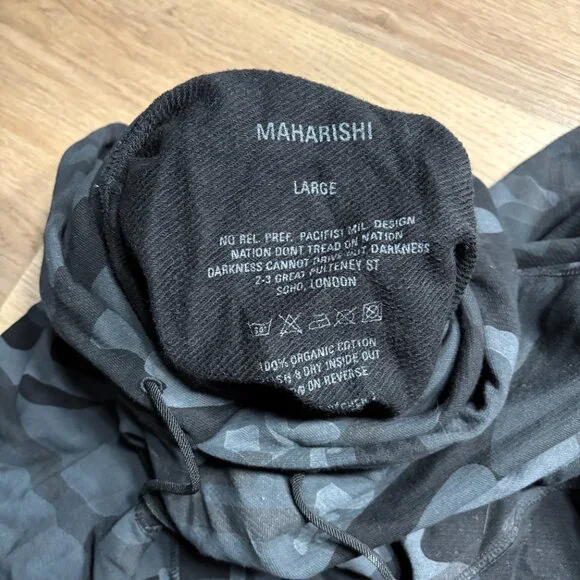 MAHARISHI
LARGE
NO REL. PREF. PACIFIST MIL. DESIGN
NATION DONT TREAD ON NATION
DARKNESS CANNOT DRIVE OUT DARKNESS
2-3 GREAT PULTENEY ST
SOHO, LONDON
30
100% ORGANIC COTTON
& DRY INSIDE OUT
ON REVERSE